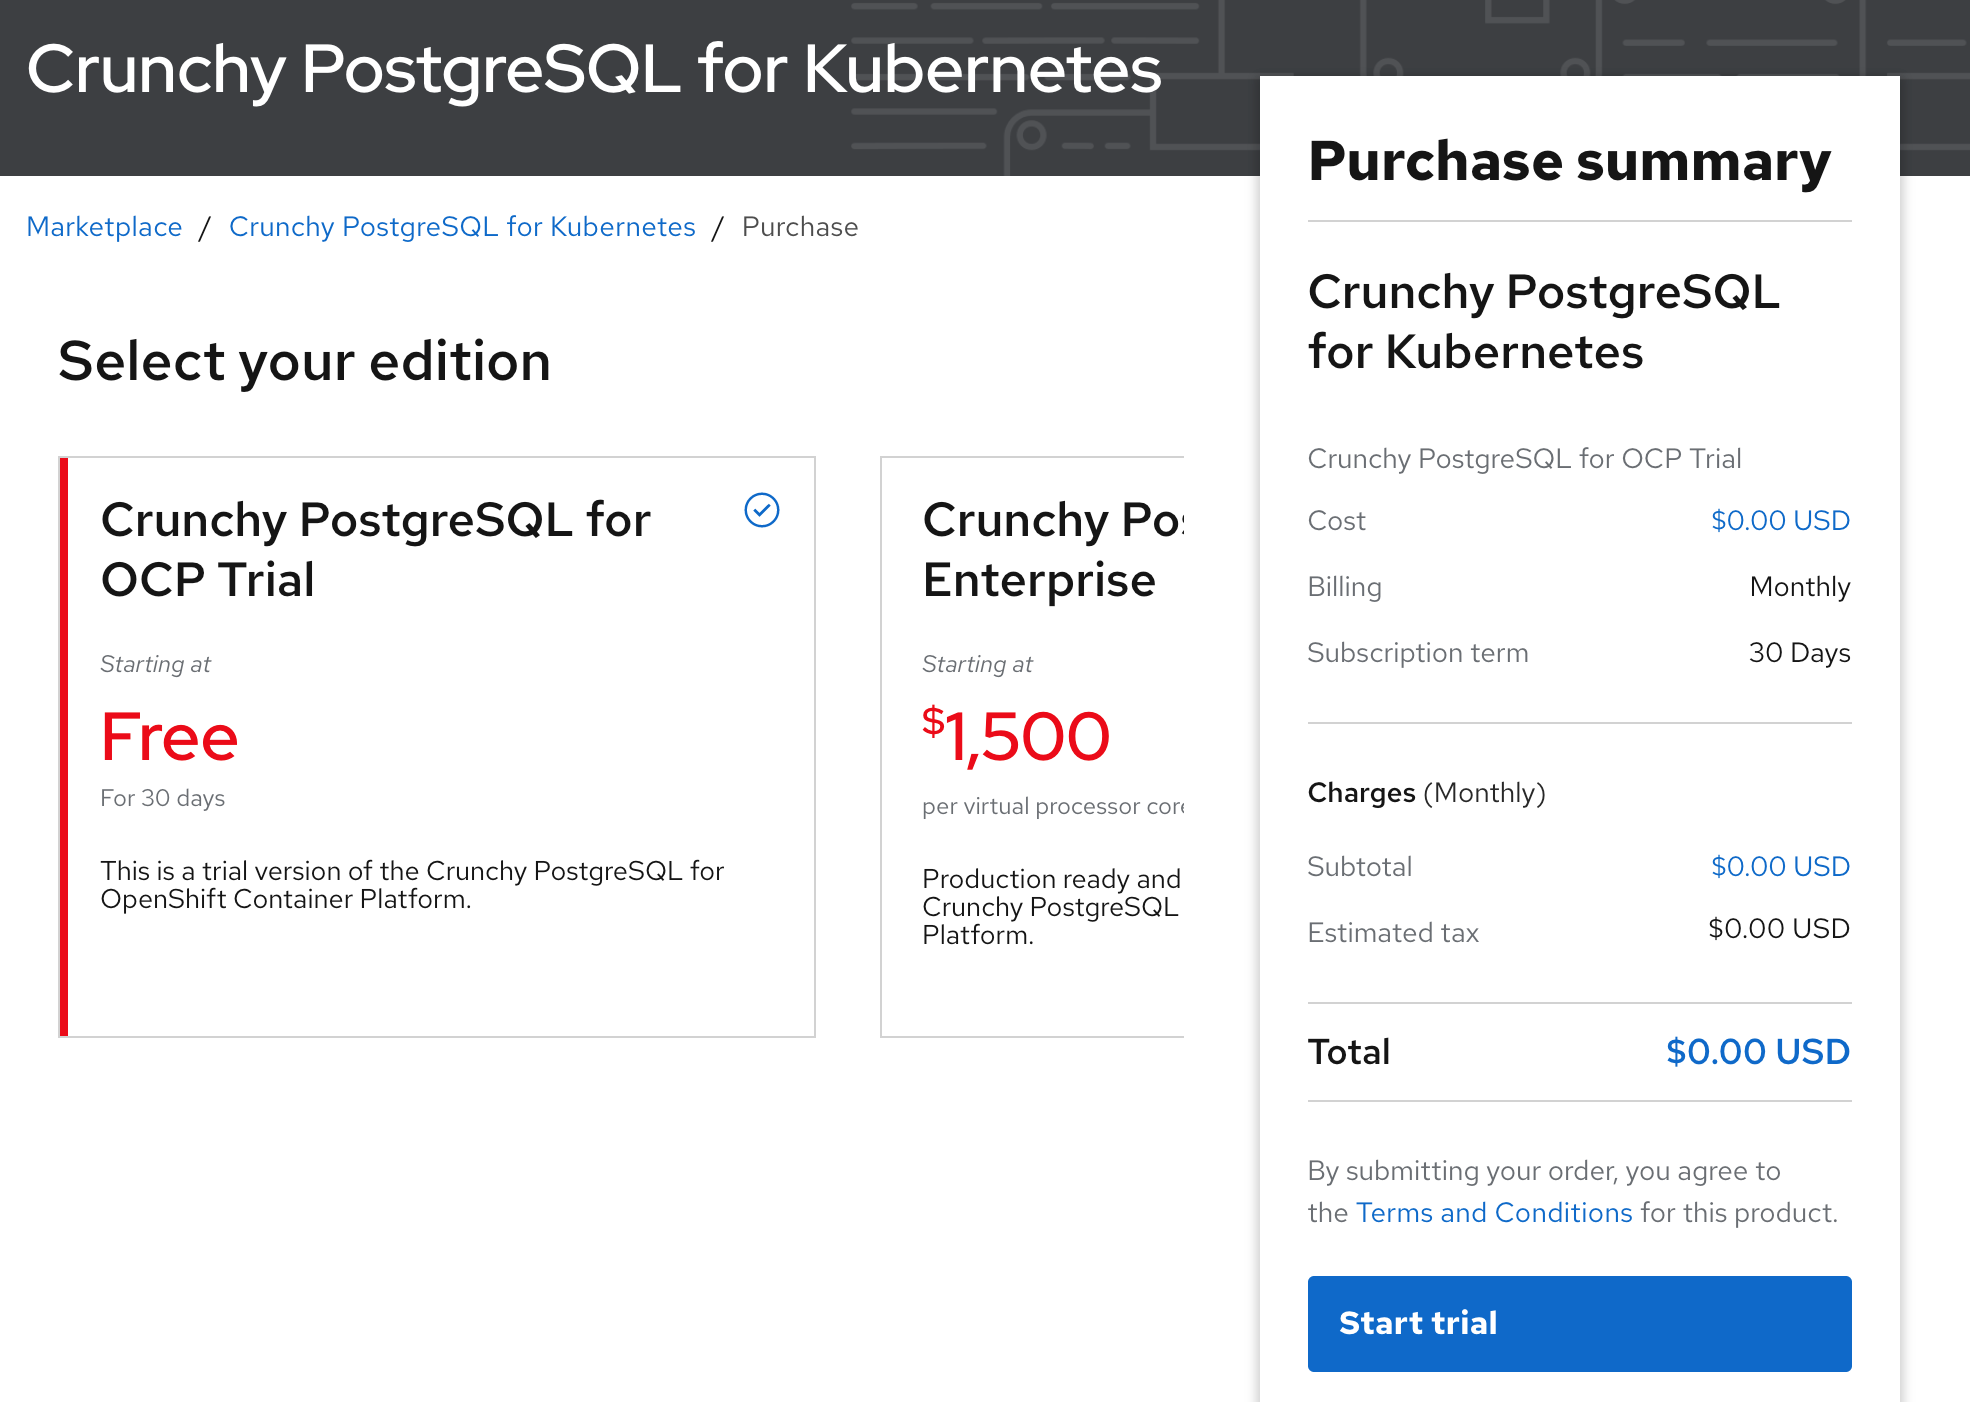 Crunchy PostgreSQL for Kubernetes
Marketplace / Crunchy PostgreSQL for Kubernetes / Purchase
Select your edition
Crunchy PostgreSQL for
OCP Trial
Starting at
Free
For 30 days
This is a trial version of the Crunchy PostgreSQL for
OpenShift Container Platform.
Crunchy
Enterprise
Starting at
$1,500
per virtual processor
Production ready and
Crunchy PostgreSQL
Platform.
Purchase summary
Crunchy PostgreSQL
for Kubernetes
Crunchy PostgreSQL for OCP Trial
Cost $0.00 USD
Billing Monthly
Subscription term 30 Days
Charges (Monthly)
Subtotal $0.00 USD
Estimated tax $0.00 USD
Total $0.00 USD
By submitting your order, you agree to
the Terms and Conditions for this product.
Start trial